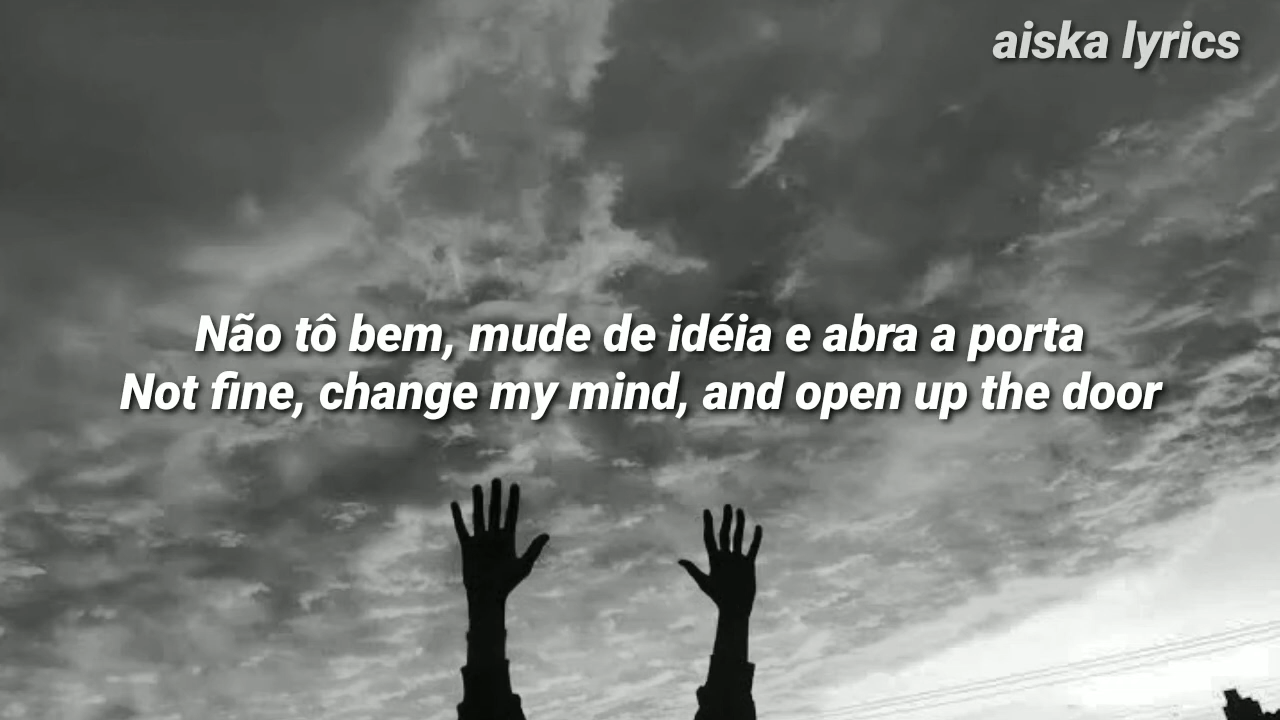 aiska lyrics
Não tô bem, mude de idéia e abra a porta
Not fine, change my mind, and open up the door